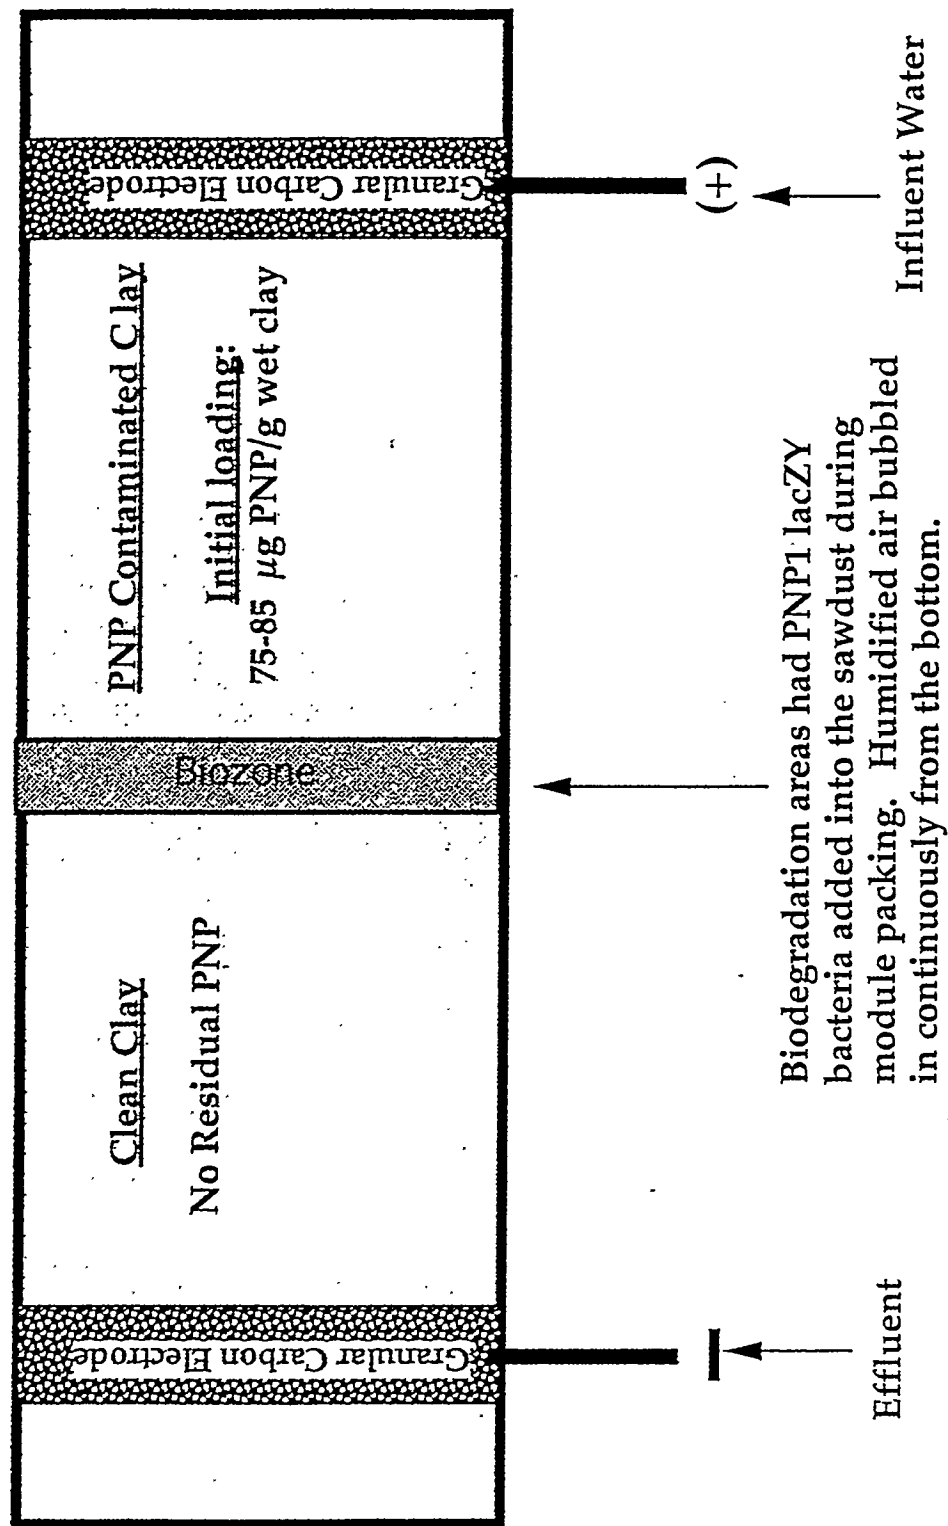 Granular Carbon Electrode
Clean Clay
No Residual PNP
Biozone
PNP Contaminated Clay
Initial loading:
75-85 µg PNP/g wet clay
Granular Carbon Electrode
(+)
Effluent
Biodegradation areas had PNP1 lacZY
bacteria added into the sawdust during
module packing. Humidified air bubbled
in continuously from the bottom.
Influent Water